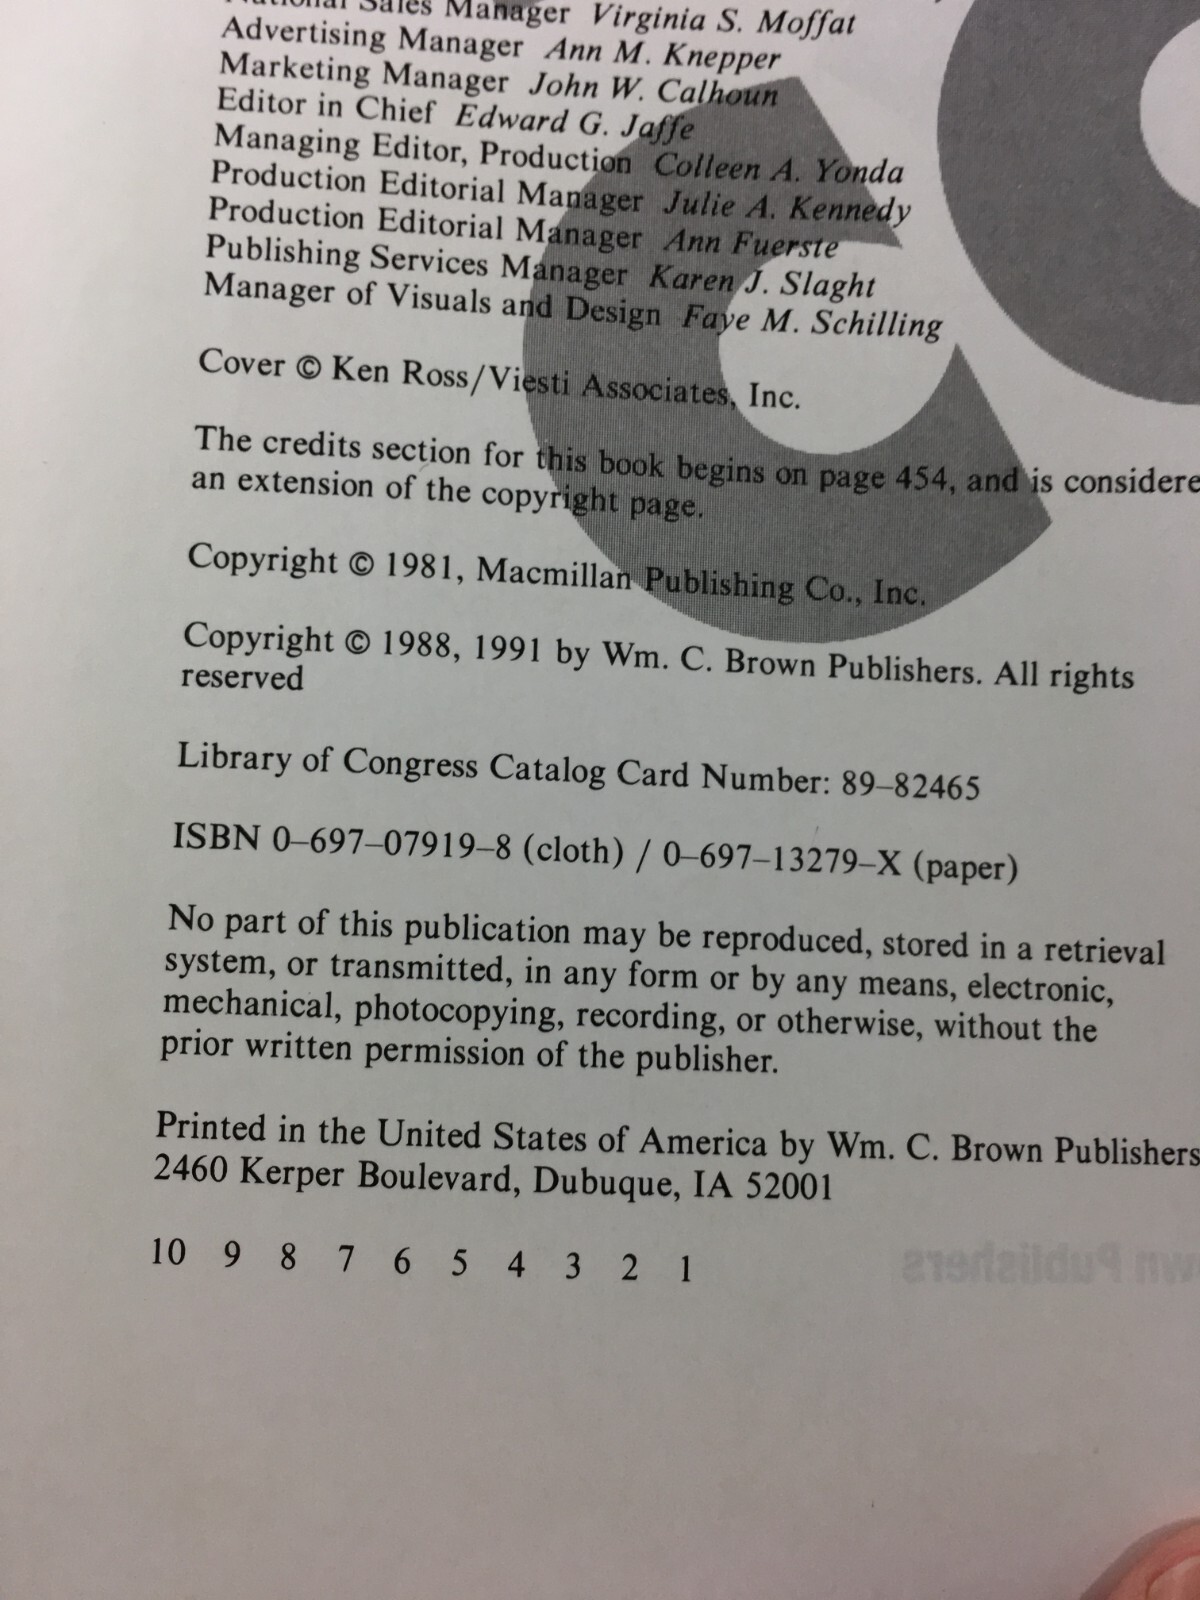 National Sales Manager Virginia S. Moffat
Advertising Manager Ann M. Knepper
Marketing Manager John W. Calhoun
Editor in Chief Edward G. Jaffe
Managing Editor, Production Colleen A. Yonda
Production Editorial Manager Julie A. Kennedy
Production Editorial Manager Ann Fuerste
Publishing Services Manager Karen J. Slaght
Manager of Visuals and Design Faye M. Schilling
Cover © Ken Ross/Viesti Associates, Inc.
The credits section for this book begins on page 454, and is considere
an extension of the copyright page.
Copyright © 1981, Macmillan Publishing Co., Inc.
Copyright © 1988, 1991 by Wm. C. Brown Publishers. All rights
reserved
Library of Congress Catalog Card Number: 89–82465
ISBN 0–697–07919–8 (cloth) / 0–697–13279–X (paper)
No part of this publication may be reproduced, stored in a retrieval
system, or transmitted, in any form or by any means, electronic,
mechanical, photocopying, recording, or otherwise, without the
prior written permission of the publisher.
Printed in the United States of America by Wm. C. Brown Publishers
2460 Kerper Boulevard, Dubuque, IA 52001
10 9 8 7 6 5 4 3 2 1
wn Publishers